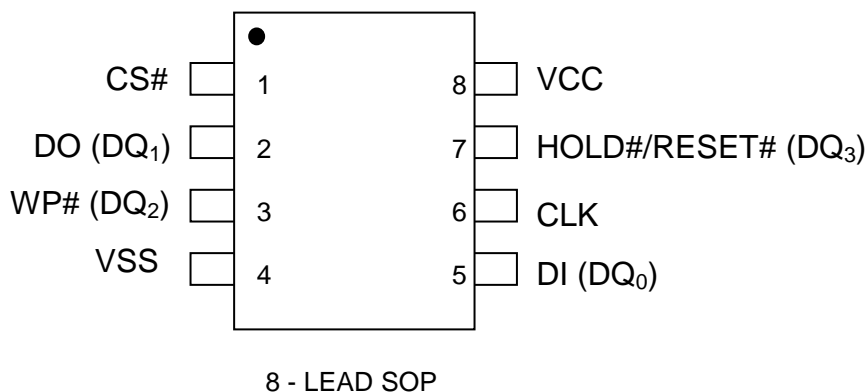 CS# 1 8 VCC
DO (DQ₁) 2 7 HOLD#/RESET# (DQ₃)
WP# (DQ₂) 3 6 CLK
VSS 4 5 DI (DQ₀)
8 - LEAD SOP